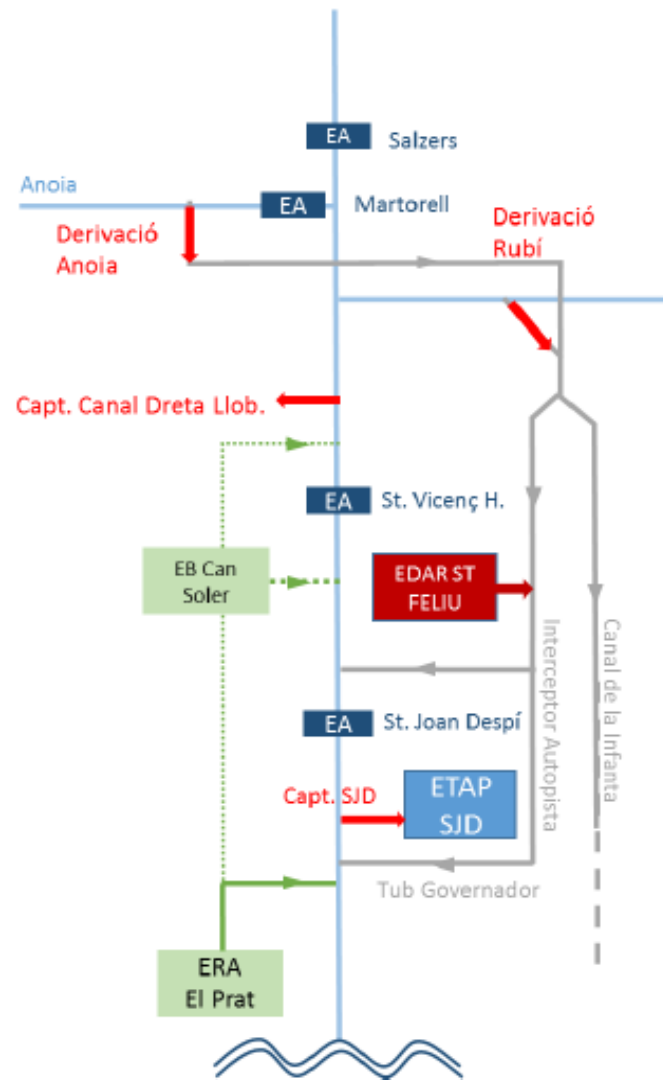 EA
Salzers
Anoia
EA
Martorell
Derivació
Anoia
Derivació
Rubí
Capt. Canal Dreta Llob.
EA
St. Vicenç H.
EB Can
Soler
EDAR ST
FELIU
Interceptor Autopista
Canal de la Infanta
EA
St. Joan Despí
Capt. SJD
ETAP
SJD
Tub Governador
ERA
El Prat